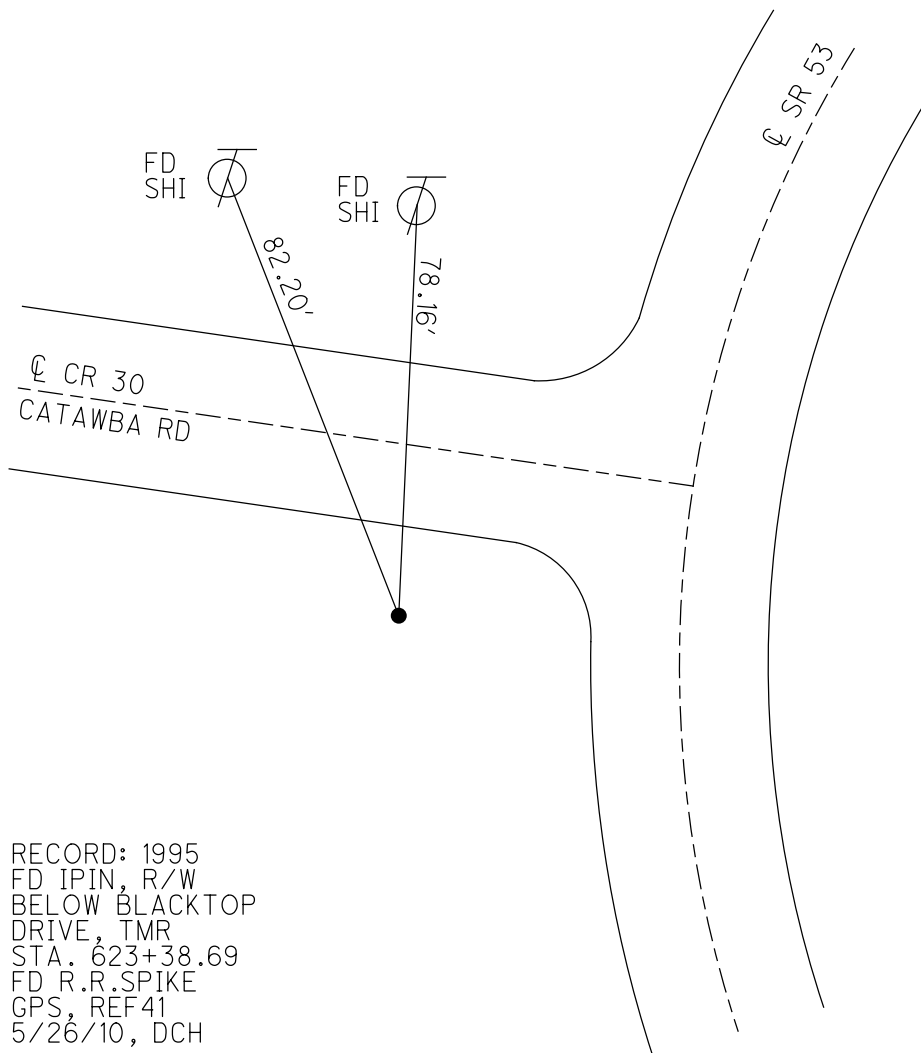 ℄ SR 53
FD
SHI
FD
SHI
82.20'
78.16'
℄ CR 30
CATAWBA RD
RECORD: 1995
FD IPIN, R/W
BELOW BLACKTOP
DRIVE, TMR
STA. 623+38.69
FD R.R.SPIKE
GPS, REF41
5/26/10, DCH